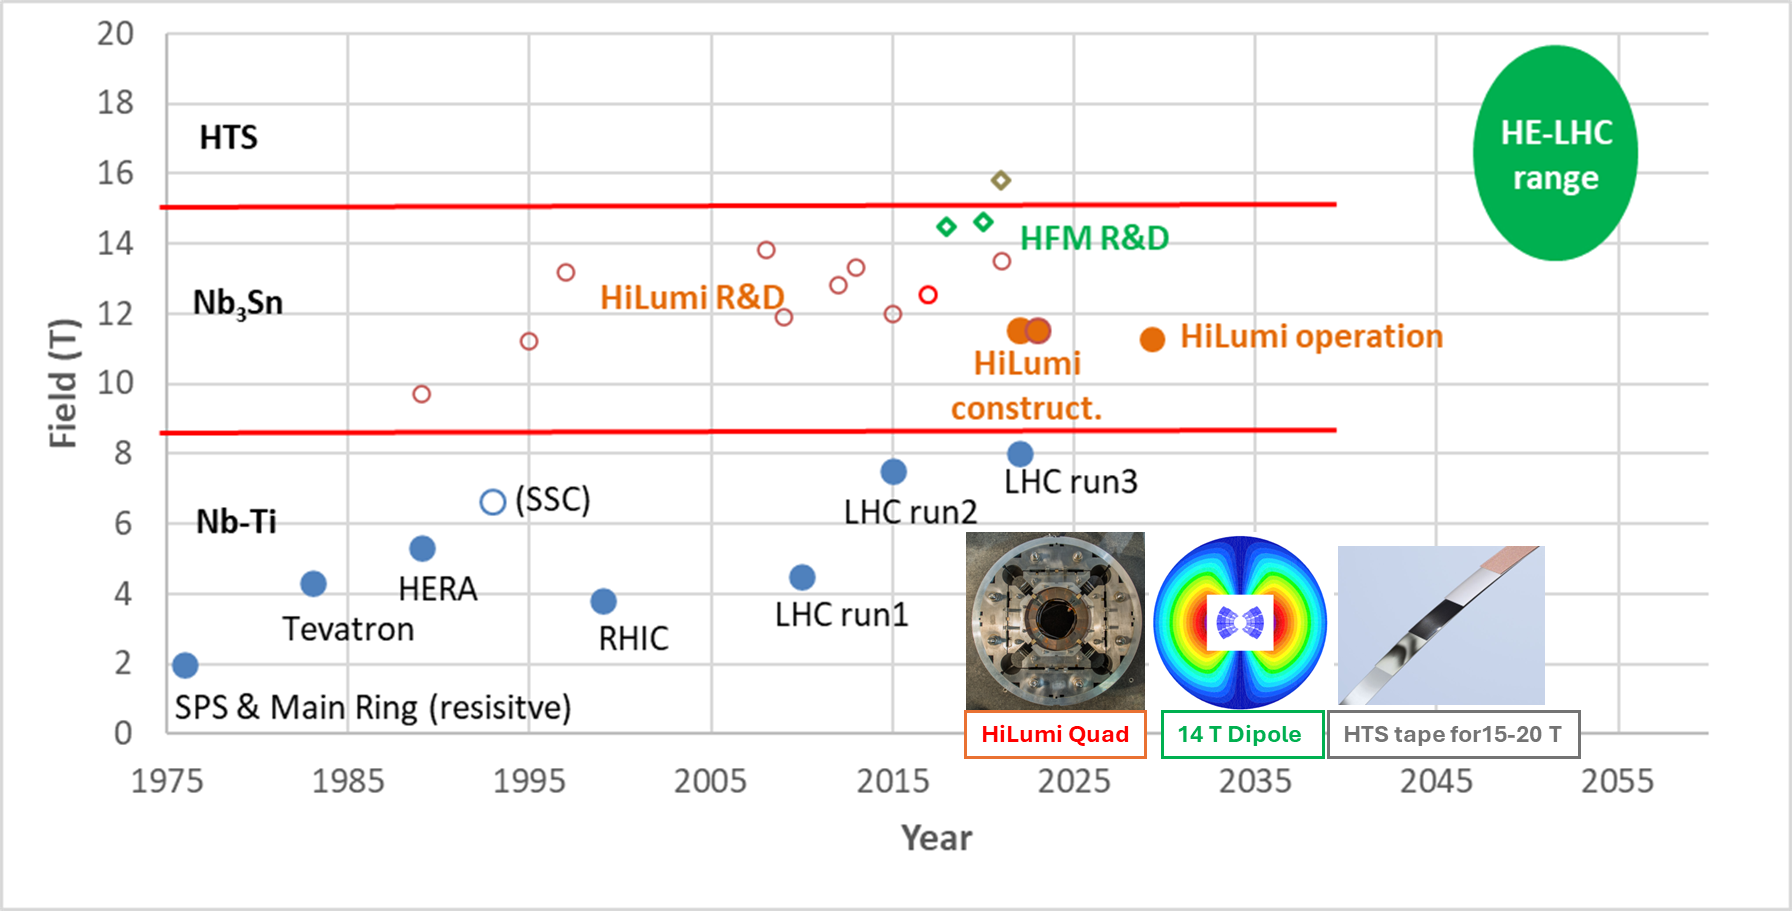 20
18
16
14
12
10
8
6
4
2
0
Field (T)
1975
1985
1995
2005
2015
2025
2035
2045
2055
Year
HTS
Nb₃Sn
Nb-Ti
HE-LHC
range
HFM R&D
HiLumi R&D
HiLumi
construct.
HiLumi operation
(SSC)
HERA
Tevatron
RHIC
LHC run1
LHC run2
LHC run3
SPS & Main Ring (resisitve)
HiLumi Quad
14 T Dipole
HTS tape for15-20 T